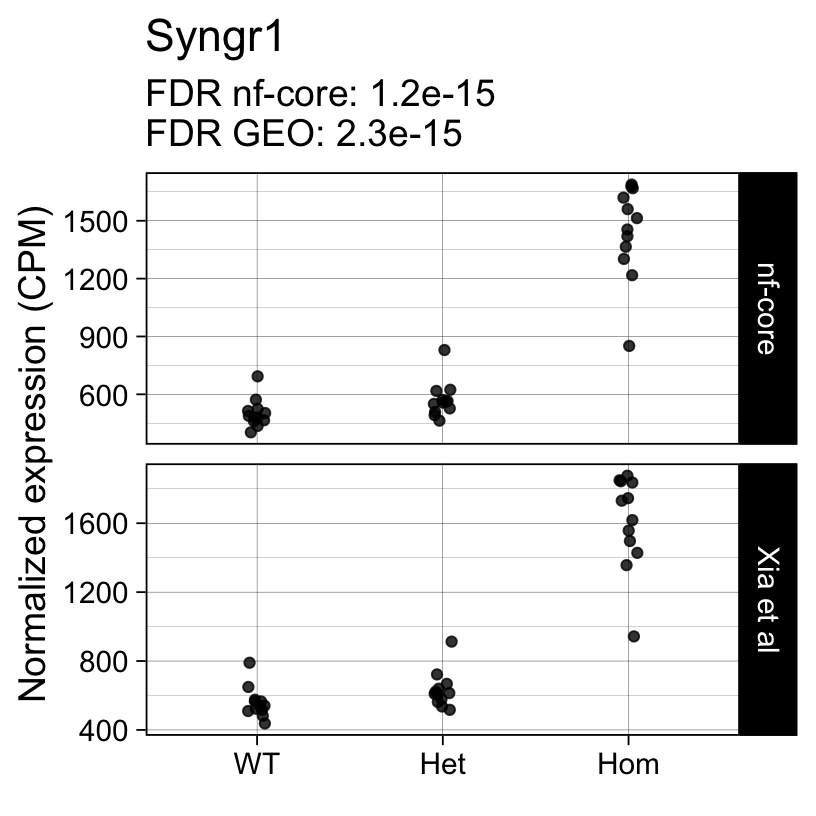 Syngr1
FDR nf-core: 1.2e-15
FDR GEO: 2.3e-15
Normalized expression (CPM)
1500
1200
900
600
nf-core
1600
1200
800
400
Xia et al
WT Het Hom